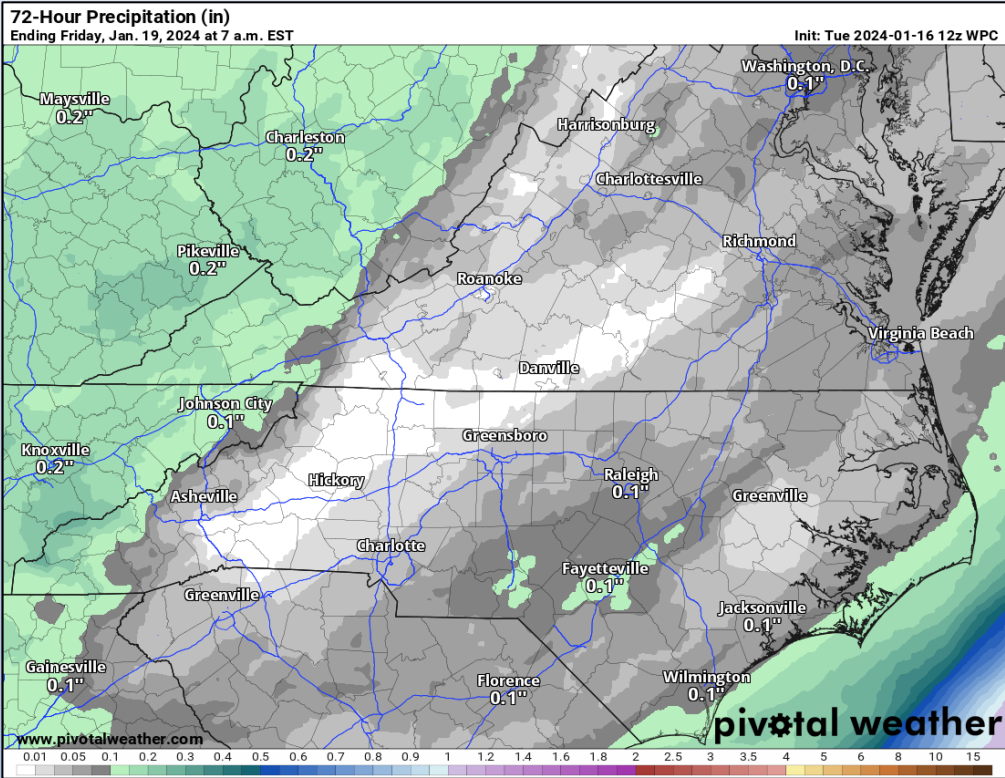 72-Hour Precipitation (in)
Ending Friday, Jan. 19, 2024 at 7 a.m. EST
Init: Tue 2024-01-16 12z WPC
Washington, D.C.
0.1"
Maysville
0.2"
Charleston
0.2"
Harrisonburg
Charlottesville
Pikeville
0.2"
Richmond
Roanoke
Virginia Beach
Danville
Johnson City
0.1"
Greensboro
Knoxville
0.2"
Hickory
Raleigh
0.1"
Asheville
Greenville
Charlotte
Fayetteville
0.1"
Greenville
Jacksonville
0.1"
Gainesville
0.1"
Florence
0.1"
Wilmington
0.1"
pivotal weather
www.pivotalweather.com
0.01 0.05 0.1 0.1 0.2 0.3 0.4 0.5 0.6 0.7 0.8 0.9 1 1.2 1.4 1.6 1.8 2 2.5 3 3.5 4 5 6 8 10 15